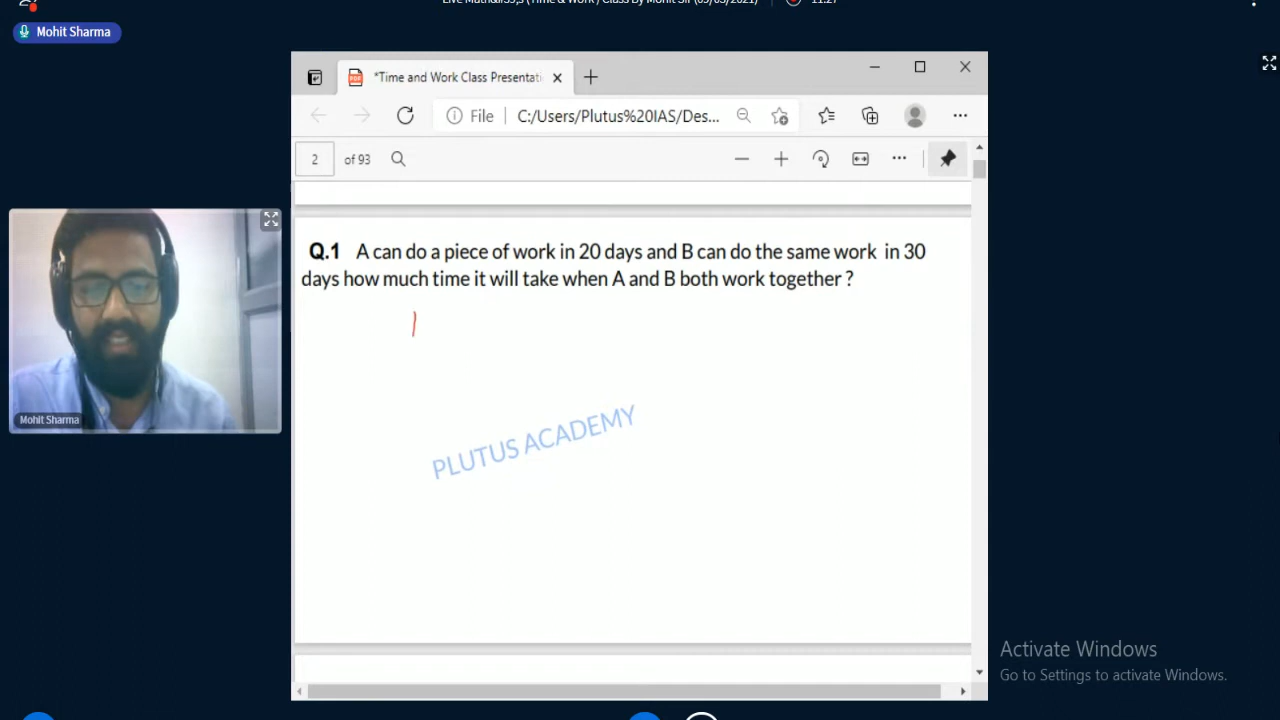 Mohit Sharma
*Time and Work Class Presentati
File
C:/Users/Plutus%20IAS/Des...
2 of 93
Q.1 A can do a piece of work in 20 days and B can do the same work in 30
days how much time it will take when A and B both work together ?
PLUTUS ACADEMY
Mohit Sharma
Activate Windows
Go to Settings to activate Windows.